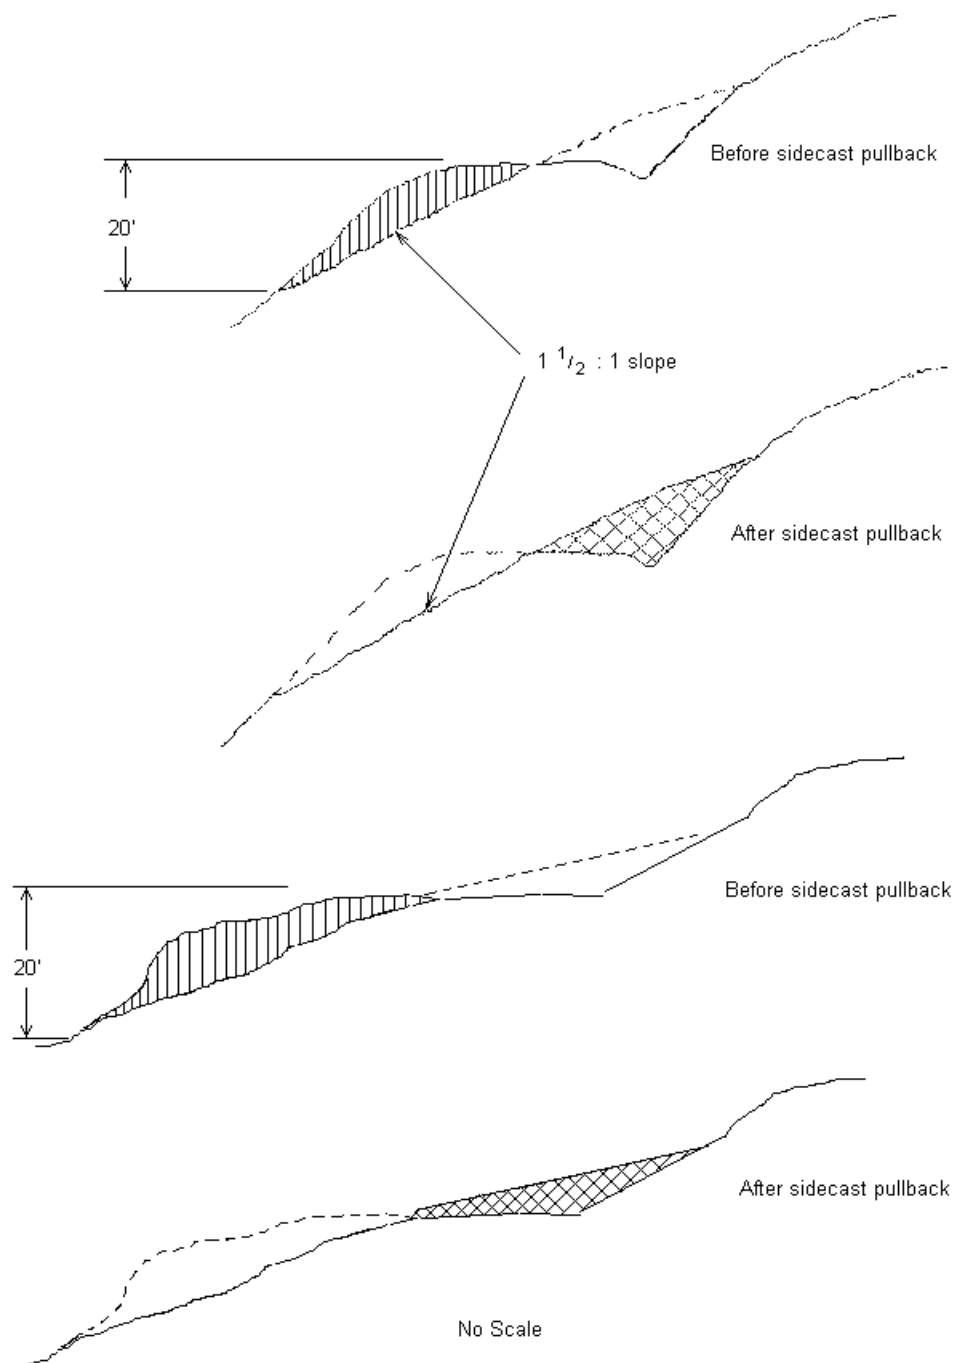 Before sidecast pullback
20'
1 1/2 : 1 slope
After sidecast pullback
Before sidecast pullback
20'
After sidecast pullback
No Scale